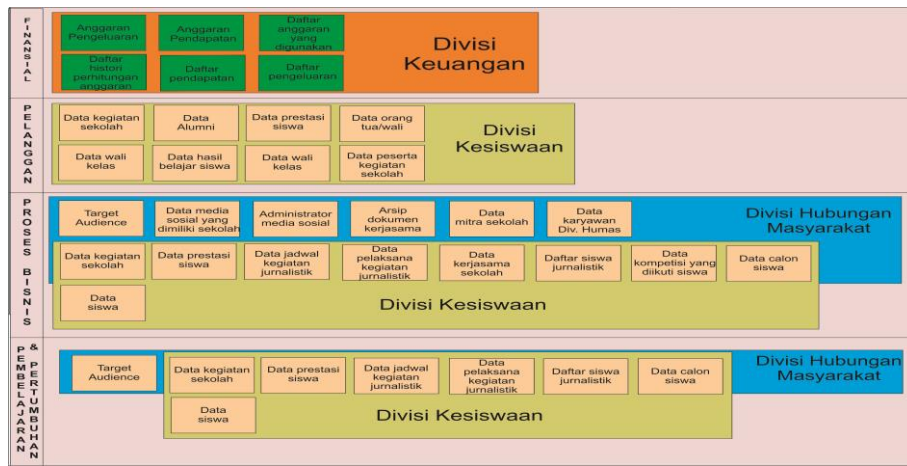 FINANSIAL
Anggaran
Pengeluaran
Anggaran
Pendapatan
Daftar
anggaran
yang
digunakan
Daftar
histori
perhitungan
anggaran
Daftar
pendapatan
Daftar
pengeluaran
Divisi
Keuangan
PELANGGAN
Data kegiatan
sekolah
Data
Alumni
Data prestasi
siswa
Data orang
tua/wali
Data wali
kelas
Data hasil
belajar siswa
Data wali
kelas
Data peserta
kegiatan
sekolah
Divisi
Kesiswaan
PROSES BISNIS
Target
Audience
Data media
sosial yang
dimiliki sekolah
Administrator
media sosial
Arsip
dokumen
kerjasama
Data
mitra sekolah
Data
karyawan
Div. Humas
Divisi Hubungan
Masyarakat
Data kegiatan
sekolah
Data prestasi
siswa
Data jadwal
kegiatan
jurnalistik
Data
pelaksana
kegiatan
jurnalistik
Data
kerjasama
sekolah
Daftar siswa
jurnalistik
Data
kompetisi yang
diikuti siswa
Data calon
siswa
Data
siswa
Divisi Kesiswaan
PEMBELAJARAN
& PERTUMBUHAN
Target
Audience
Data kegiatan
sekolah
Data prestasi
siswa
Data jadwal
kegiatan
jurnalistik
Data
pelaksana
kegiatan
jurnalistik
Daftar siswa
jurnalistik
Data calon
siswa
Divisi Hubungan
Masyarakat
Data
siswa
Divisi Kesiswaan